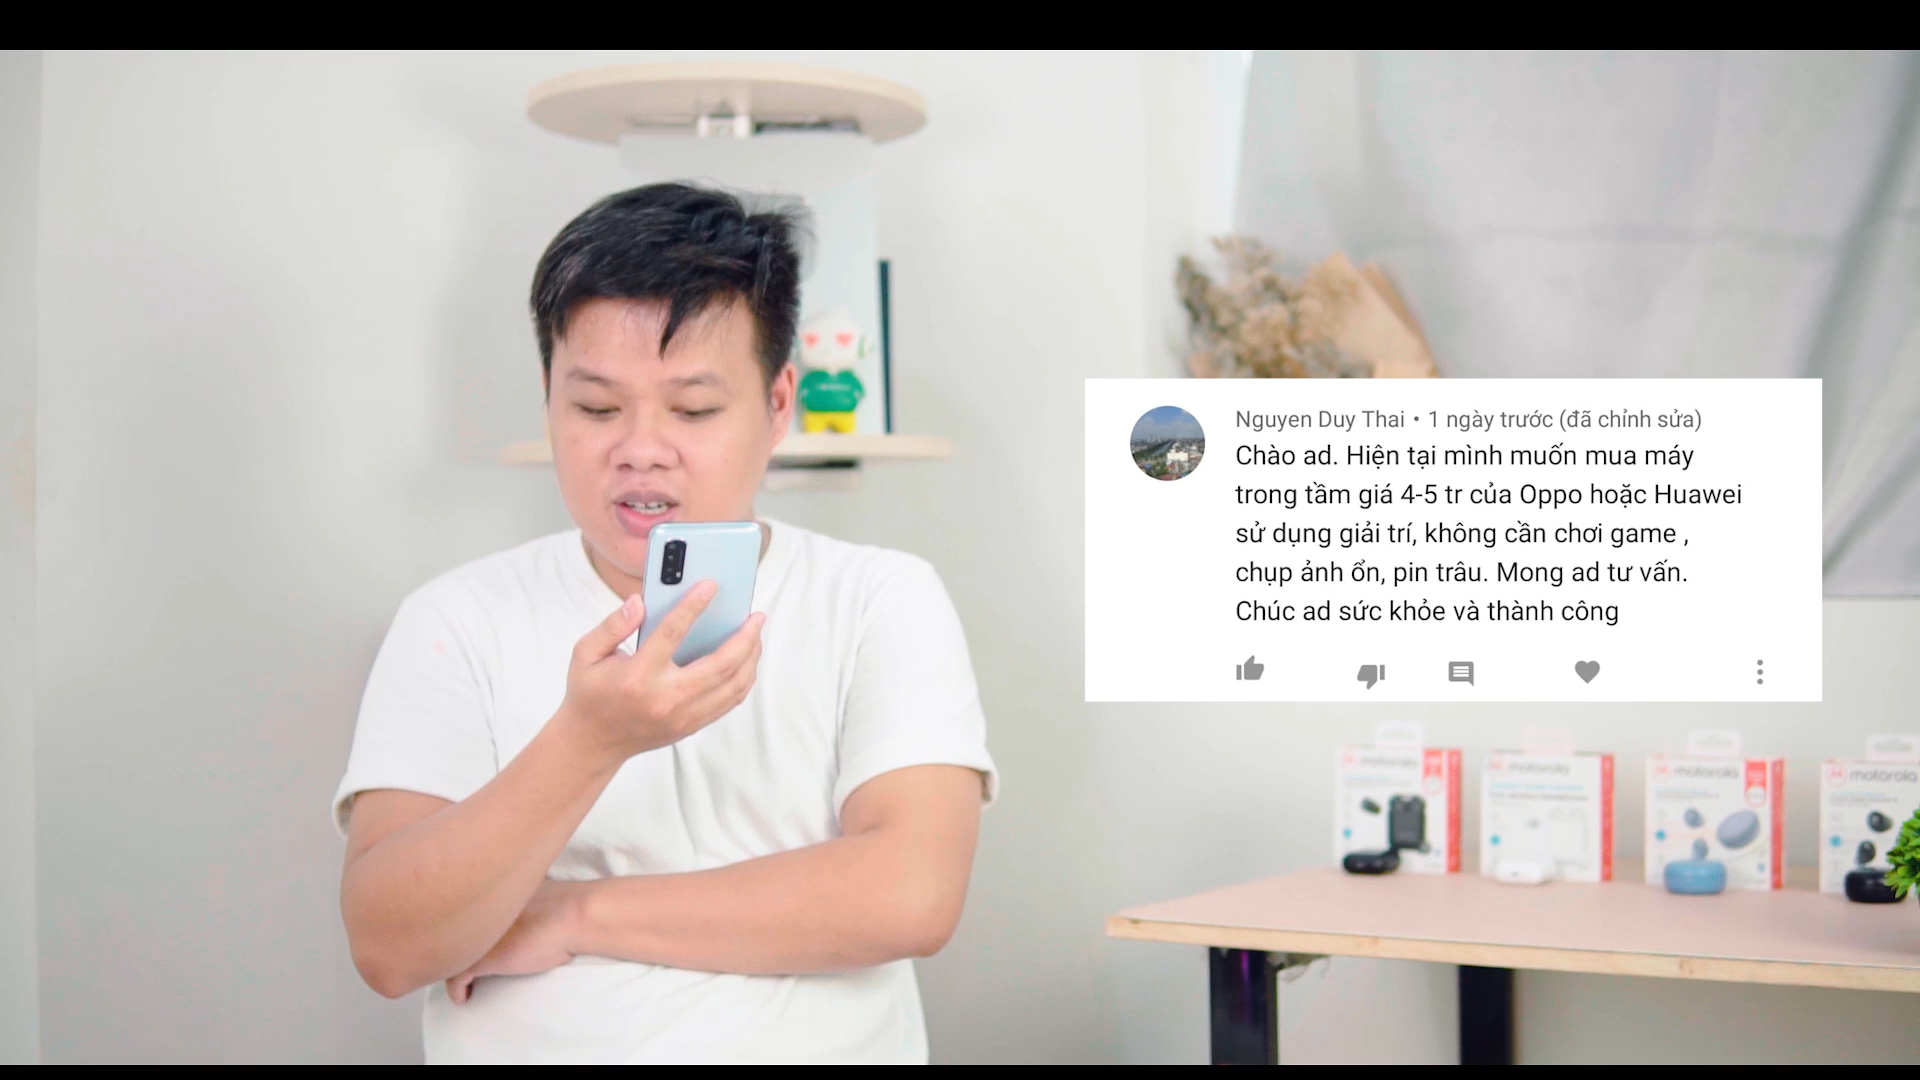 Nguyen Duy Thai • 1 ngày trước (đã chỉnh sửa)
Chào ad. Hiện tại mình muốn mua máy
trong tầm giá 4-5 tr của Oppo hoặc Huawei
sử dụng giải trí, không cần chơi game ,
chụp ảnh ổn, pin trâu. Mong ad tư vấn.
Chúc ad sức khỏe và thành công
motorola
motorola
motorola
motorola